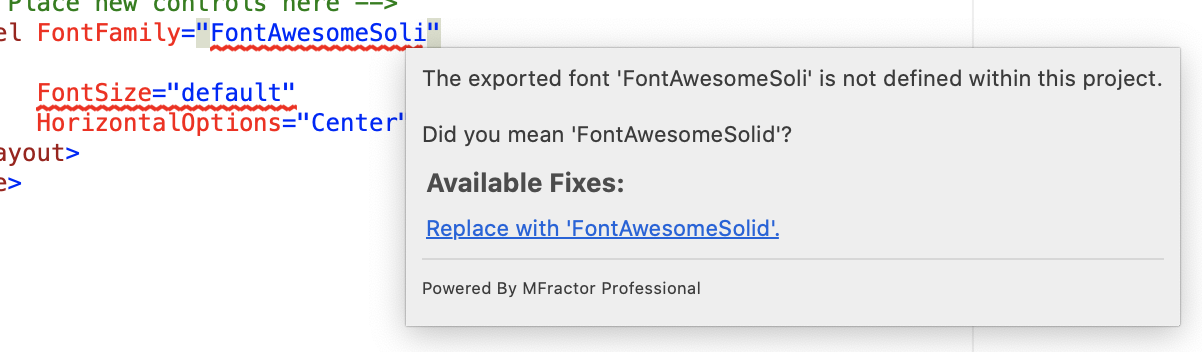 Place new controls here -->
el FontFamily="FontAwesomeSoli"
The exported font 'FontAwesomeSoli' is not defined within this project.
FontSize="default"
HorizontalOptions="Center"
Did you mean 'FontAwesomeSolid'?
ayout>
e>
Available Fixes:
Replace with 'FontAwesomeSolid'.
Powered By MFractor Professional